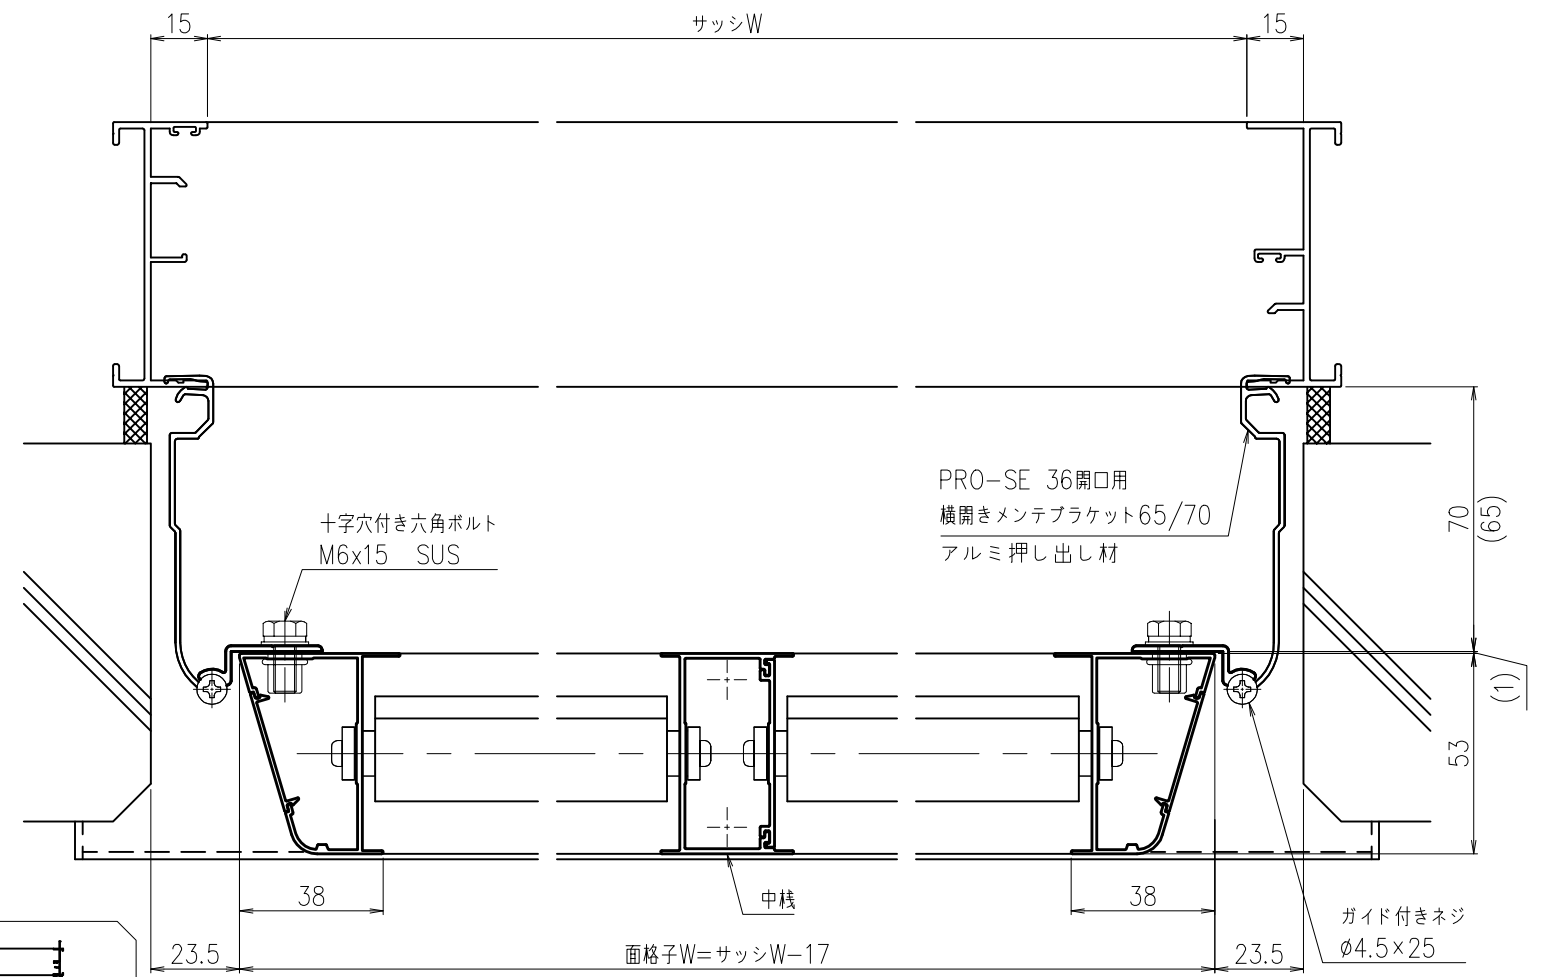 15
サッシW
15
PRO-SE 36開口用
横開きメンテブラケット65/70
アルミ押し出し材
十字穴付き六角ボルト
M6x15 SUS
70
(65)
(1)
53
38
中桟
38
ガイド付きネジ
φ4.5×25
23.5
面格子W=サッシW-17
23.5